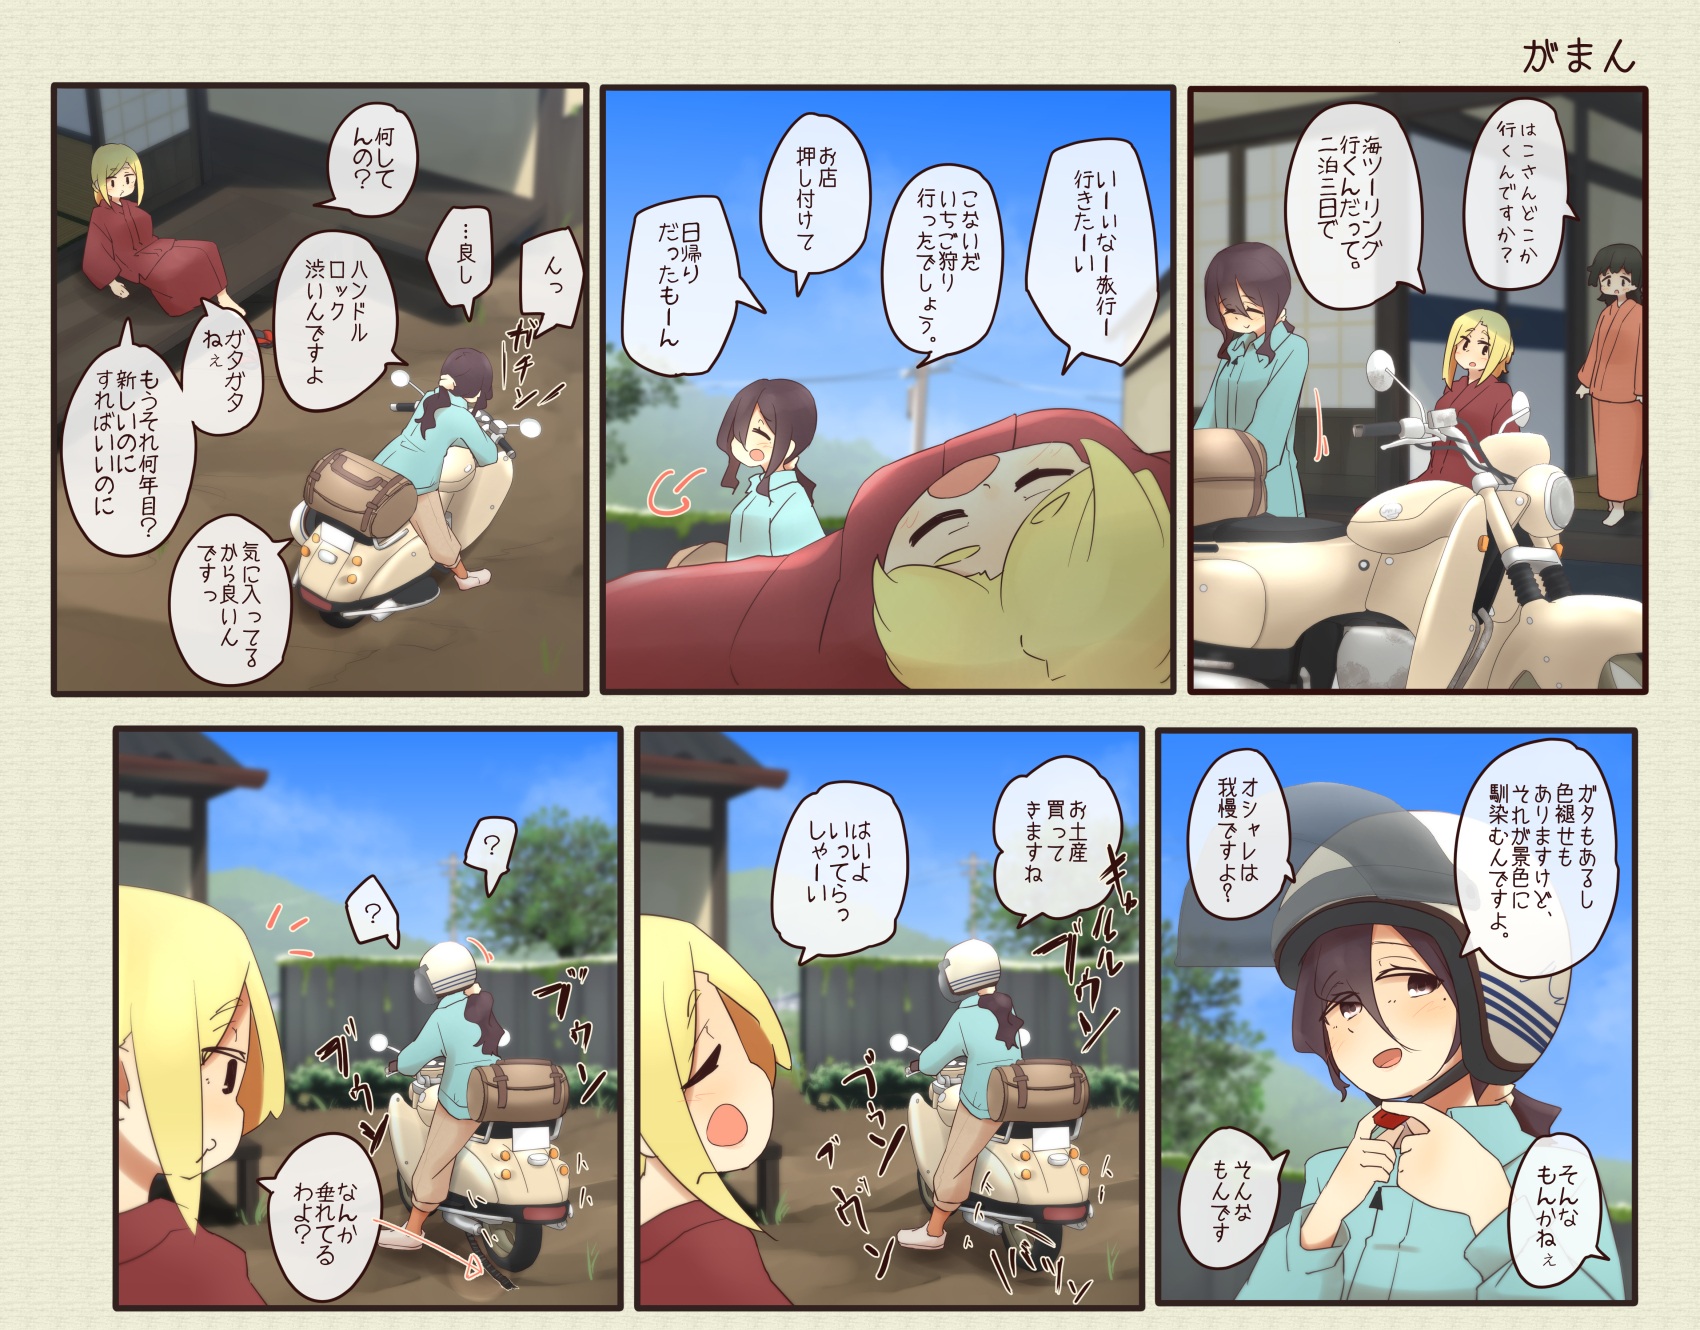 がまん
はこさんどこか
行くんですか？
海ツーリング
行くんだって。
二泊三日で
いーいなー旅行ー
行きたーい
こないだ
いちご狩り
行ったでしょう。
お店
押し付けて
日帰り
だったもーん
んっ
ガチン
…良し
何して
んの？
ハンドル
ロック
渋いんですよ
ガタガタ
ねぇ
もうそれ何年目？
新しいのに
すればいいのに
気に入ってる
から良いん
ですっ
ガタもあるし
色褪せも
ありますけど、
それが景色に
馴染むんですよ。
オシャレは
我慢ですよ？
そんな
もんかねぇ
そんな
もんです
お土産
買って
きますね
キュルル
ブウン
はいよ
いってらっ
しゃーい
ブゥン
ブウン
バツン
？
？
ブウン
ブウン
なんか
垂れてる
わよ？